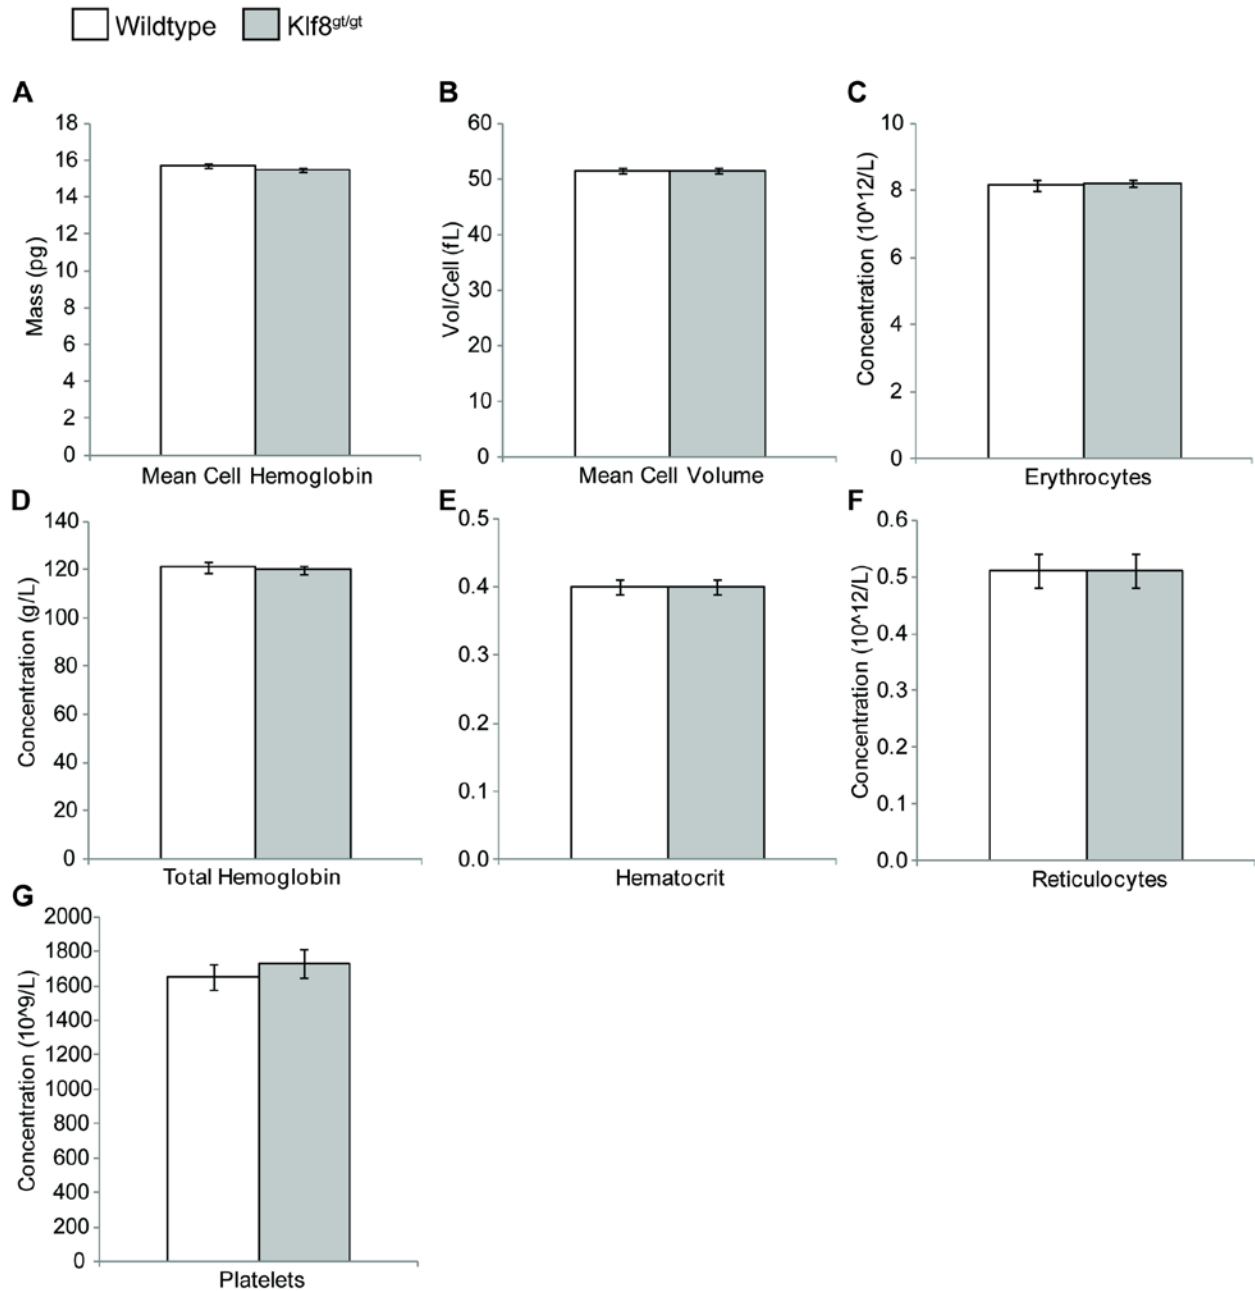 Wildtype Klf8gt/gt
A
18
16
14
12
10
8
6
4
2
0
Mass (pg)
Mean Cell Hemoglobin
B
60
50
40
30
20
10
0
Vol/Cell (fL)
Mean Cell Volume
C
10
8
6
4
2
0
Concentration (10^12/L)
Erythrocytes
D
140
120
100
80
60
40
20
0
Concentration (g/L)
Total Hemoglobin
E
0.5
0.4
0.3
0.2
0.1
0.0
Hematocrit
F
0.6
0.5
0.4
0.3
0.2
0.1
0.0
Concentration (10^12/L)
Reticulocytes
G
2000
1800
1600
1400
1200
1000
800
600
400
200
0
Concentration (10^9/L)
Platelets